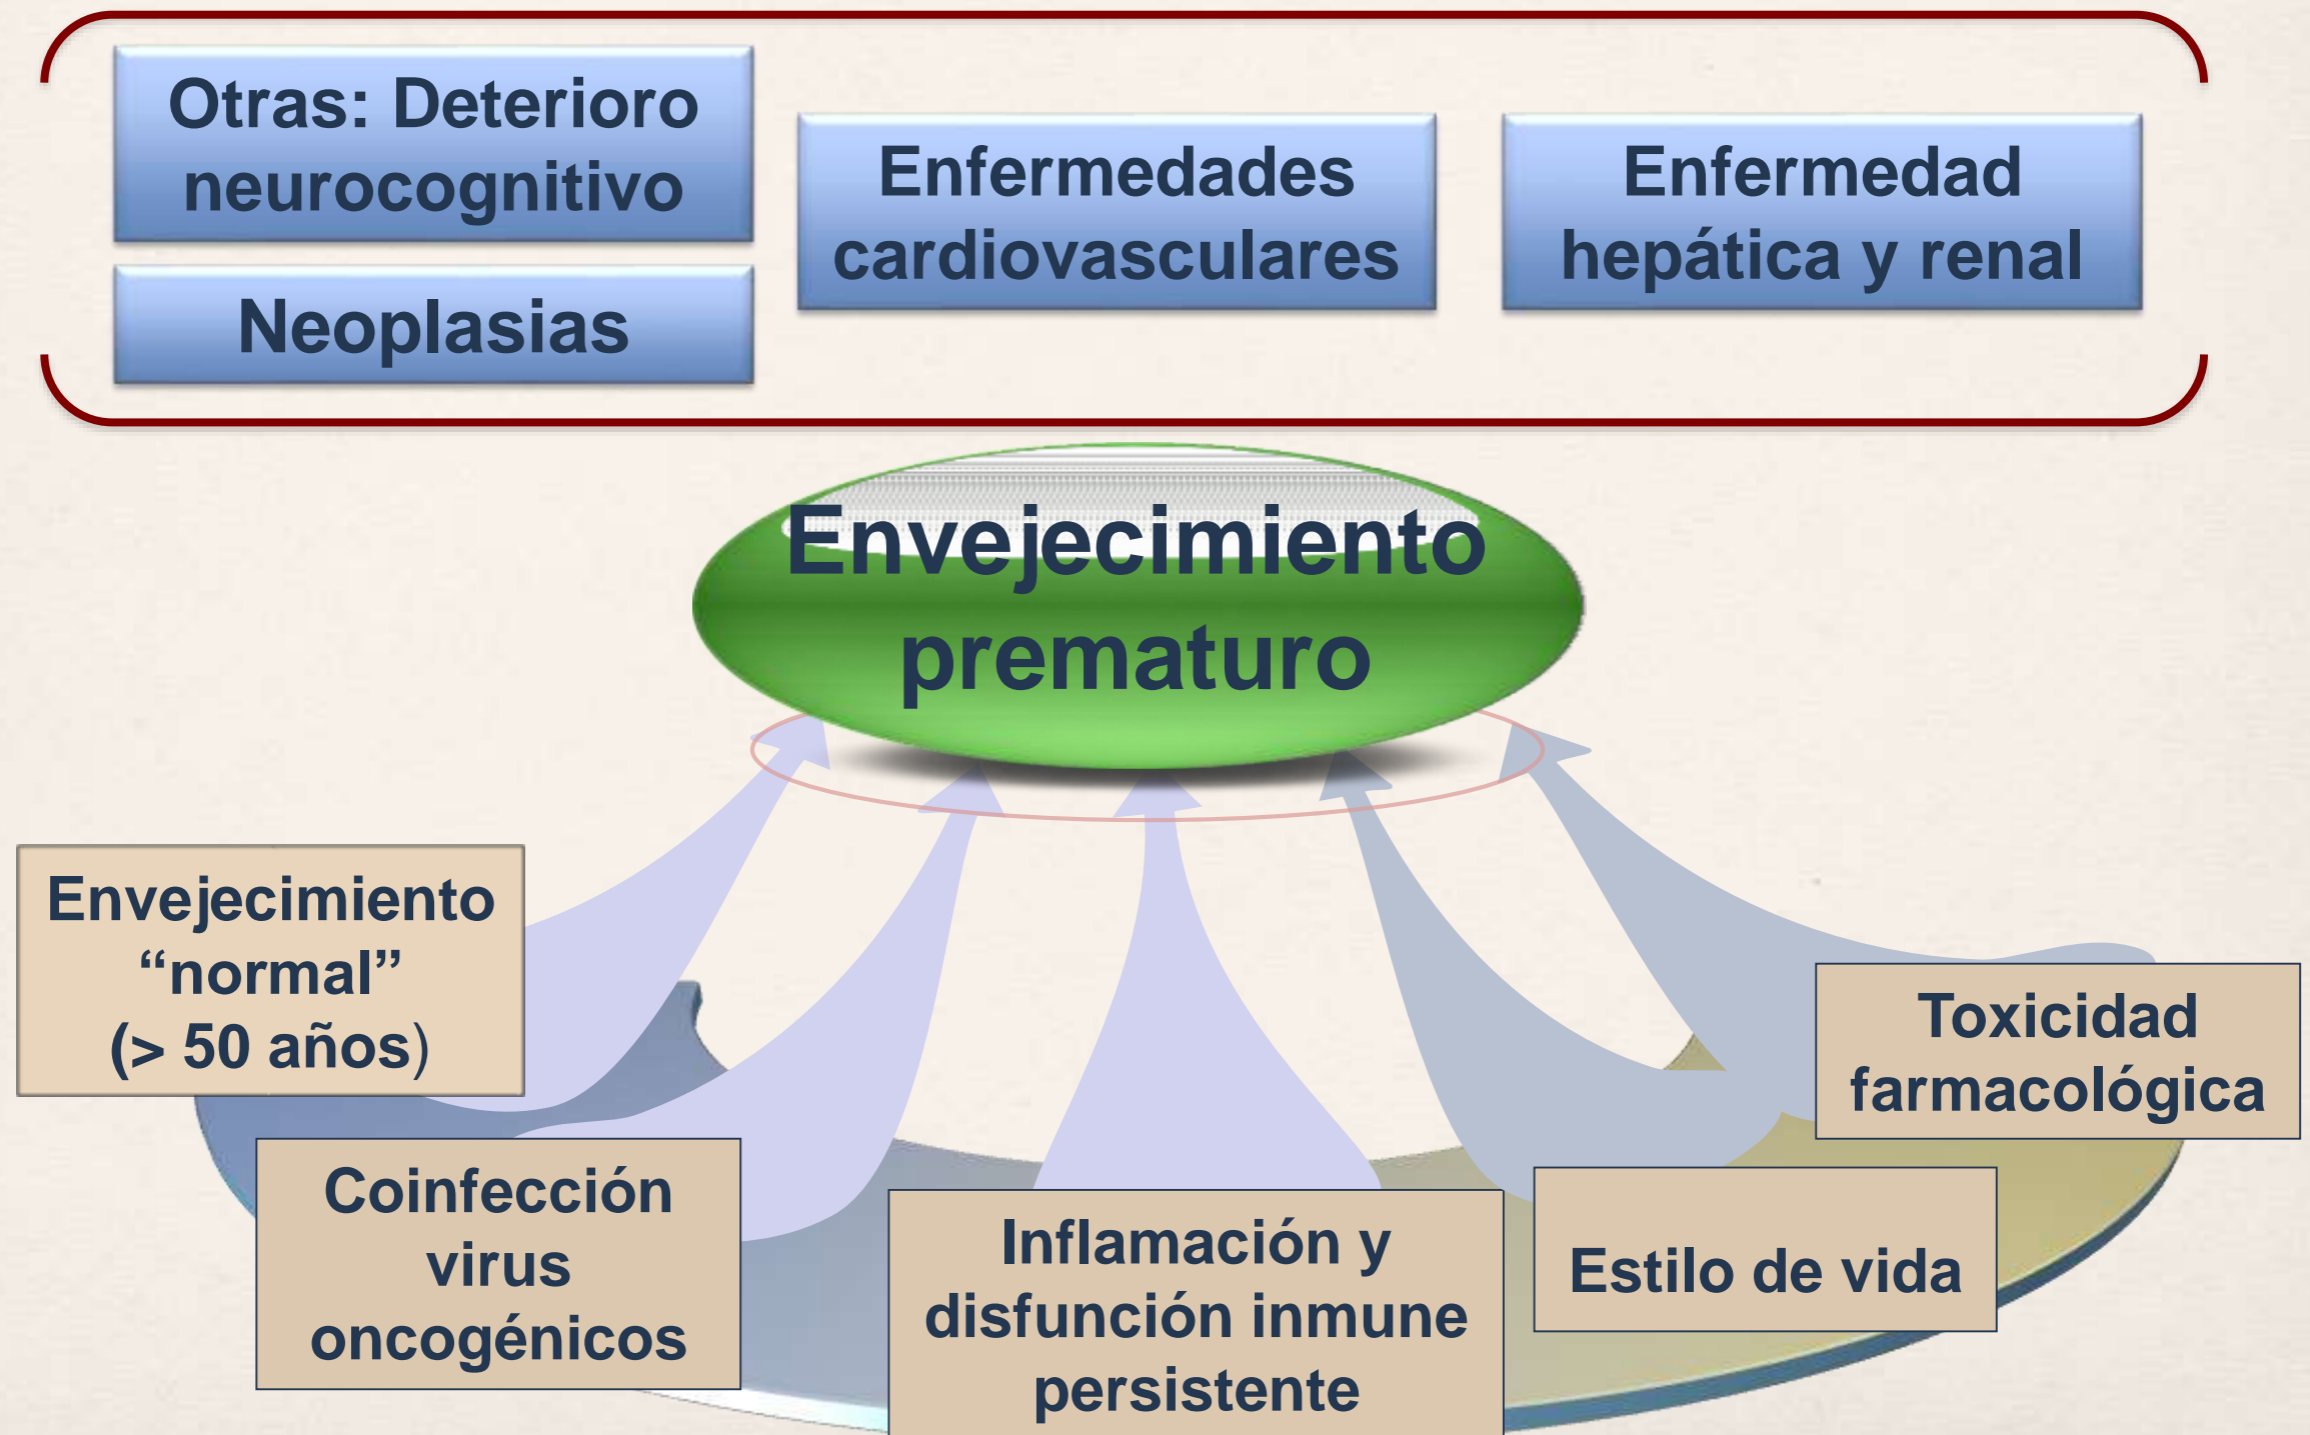 Otras: Deterioro
neurocognitivo
Neoplasias
Enfermedades
cardiovasculares
Enfermedad
hepática y renal
Envejecimiento
prematuro
Envejecimiento
“normal”
(> 50 años)
Coinfección
virus
oncogénicos
Inflamación y
disfunción inmune
persistente
Estilo de vida
Toxicidad
farmacológica